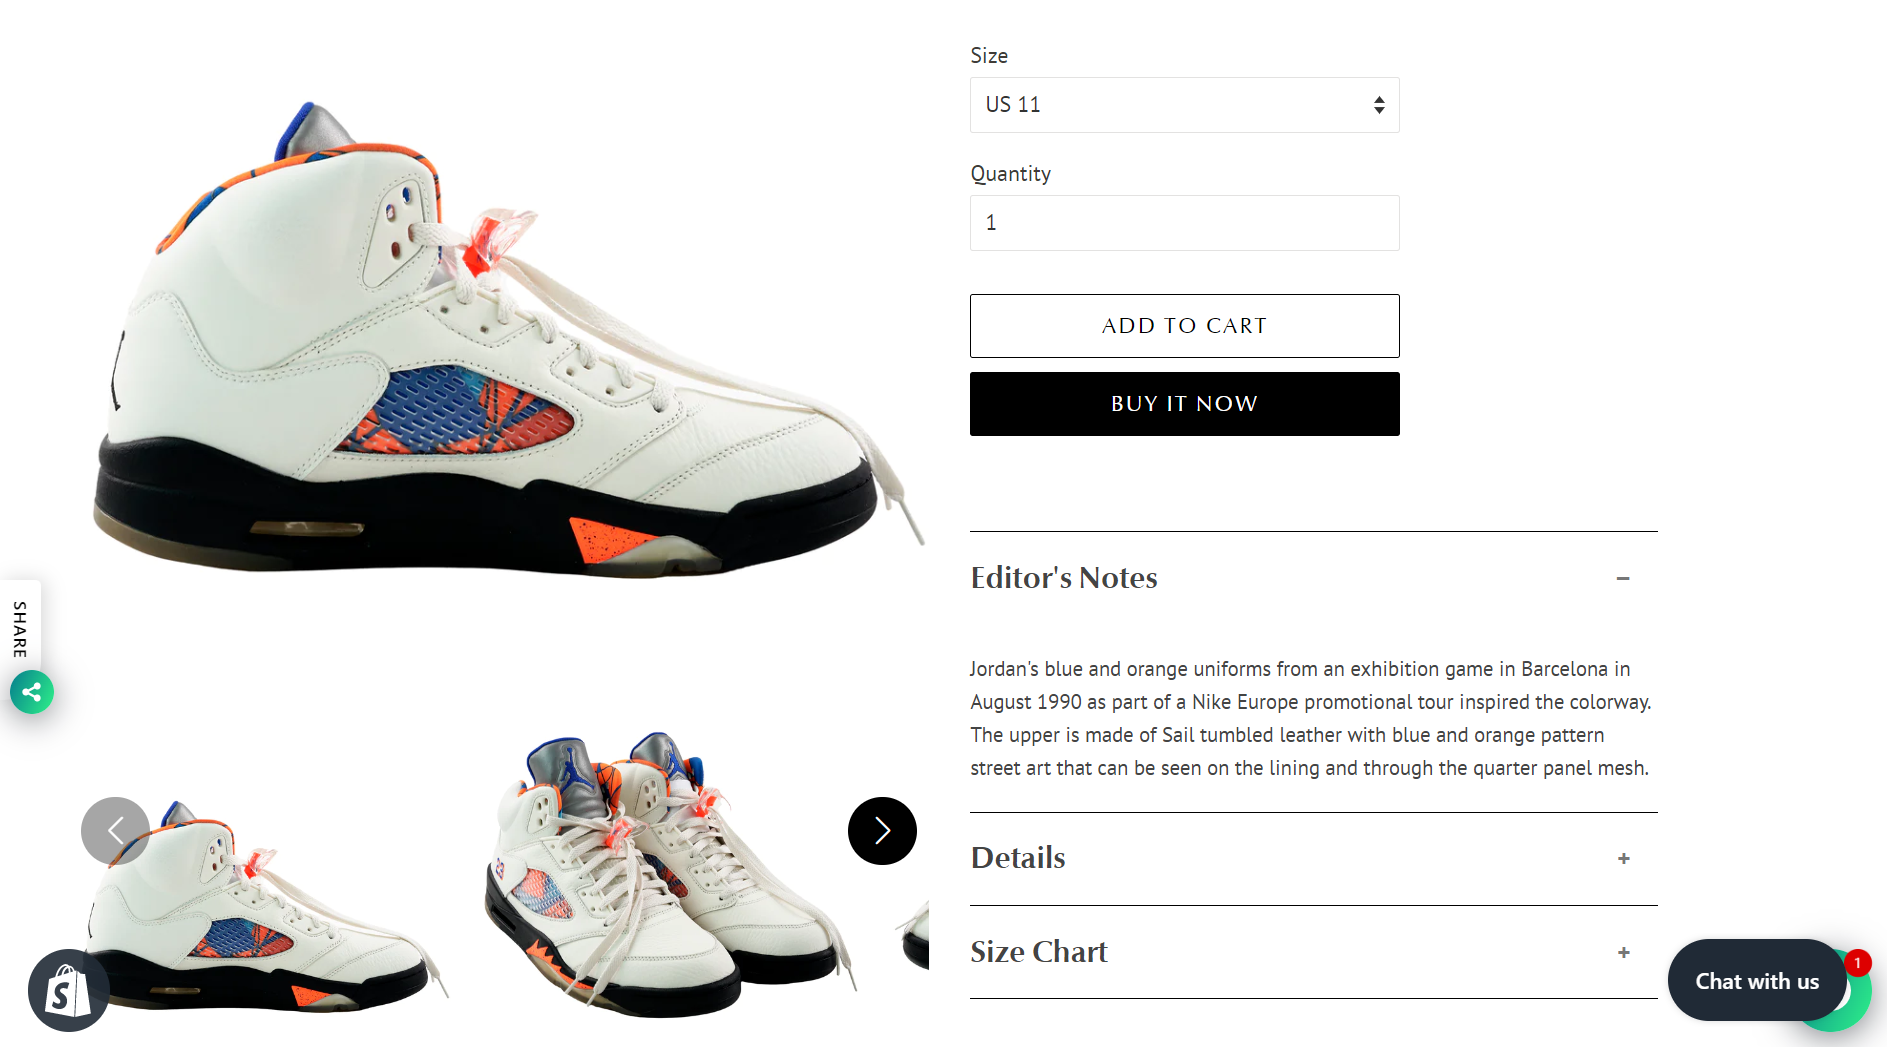 Size
US 11
Quantity
1
ADD TO CART
BUY IT NOW
Editor's Notes
Jordan's blue and orange uniforms from an exhibition game in Barcelona in
August 1990 as part of a Nike Europe promotional tour inspired the colorway.
The upper is made of Sail tumbled leather with blue and orange pattern
street art that can be seen on the lining and through the quarter panel mesh.
Details
Size Chart
SHARE
23
S
Chat with us
1